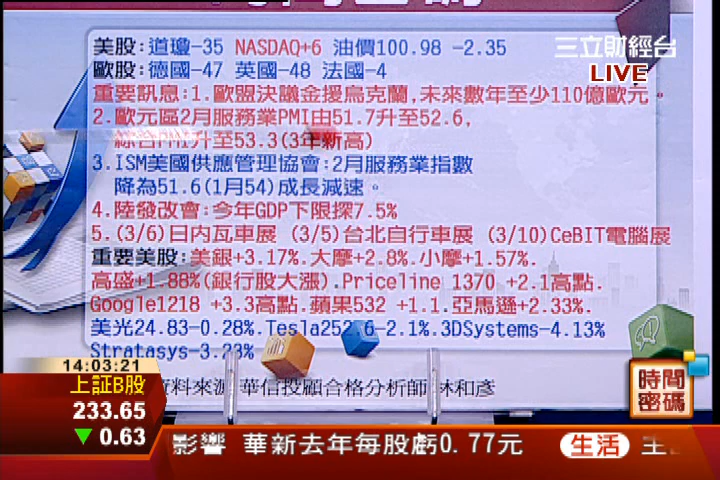 美股:道瓊-35 NASDAQ+6 油價100.98 -2.35
三立財經台
LIVE
歐股:德國-47 英國-48 法國-4
重要訊息:1.歐盟決議金援烏克蘭,未來數年至少110億歐元。
2.歐元區2月服務業PMI由51.7升至52.6,
綜合PMI升至53.3(3年新高)
3.ISM美國供應管理協會:2月服務業指數
降為51.6(1月54)成長減速。
4.陸發改會:今年GDP下限探7.5%
5.(3/6)日內瓦車展 (3/5)台北自行車展 (3/10)CeBIT電腦展
重要美股:美銀+3.17%.大摩+2.8%.小摩+1.57%.
高盛+1.88%(銀行股大漲).Priceline 1370 +2.1高點.
Google1218 +3.3高點.蘋果532 +1.1.亞馬遜+2.33%.
美光24.83-0.28%.Tesla252.6-2.1%.3DSystems-4.13%
Stratasys-3.23%
14:03:21
上証B股
233.65
▼0.63
資料來源 華信投顧合格分析師 林和彥
時間密碼
影響 華新去年每股虧0.77元 生活